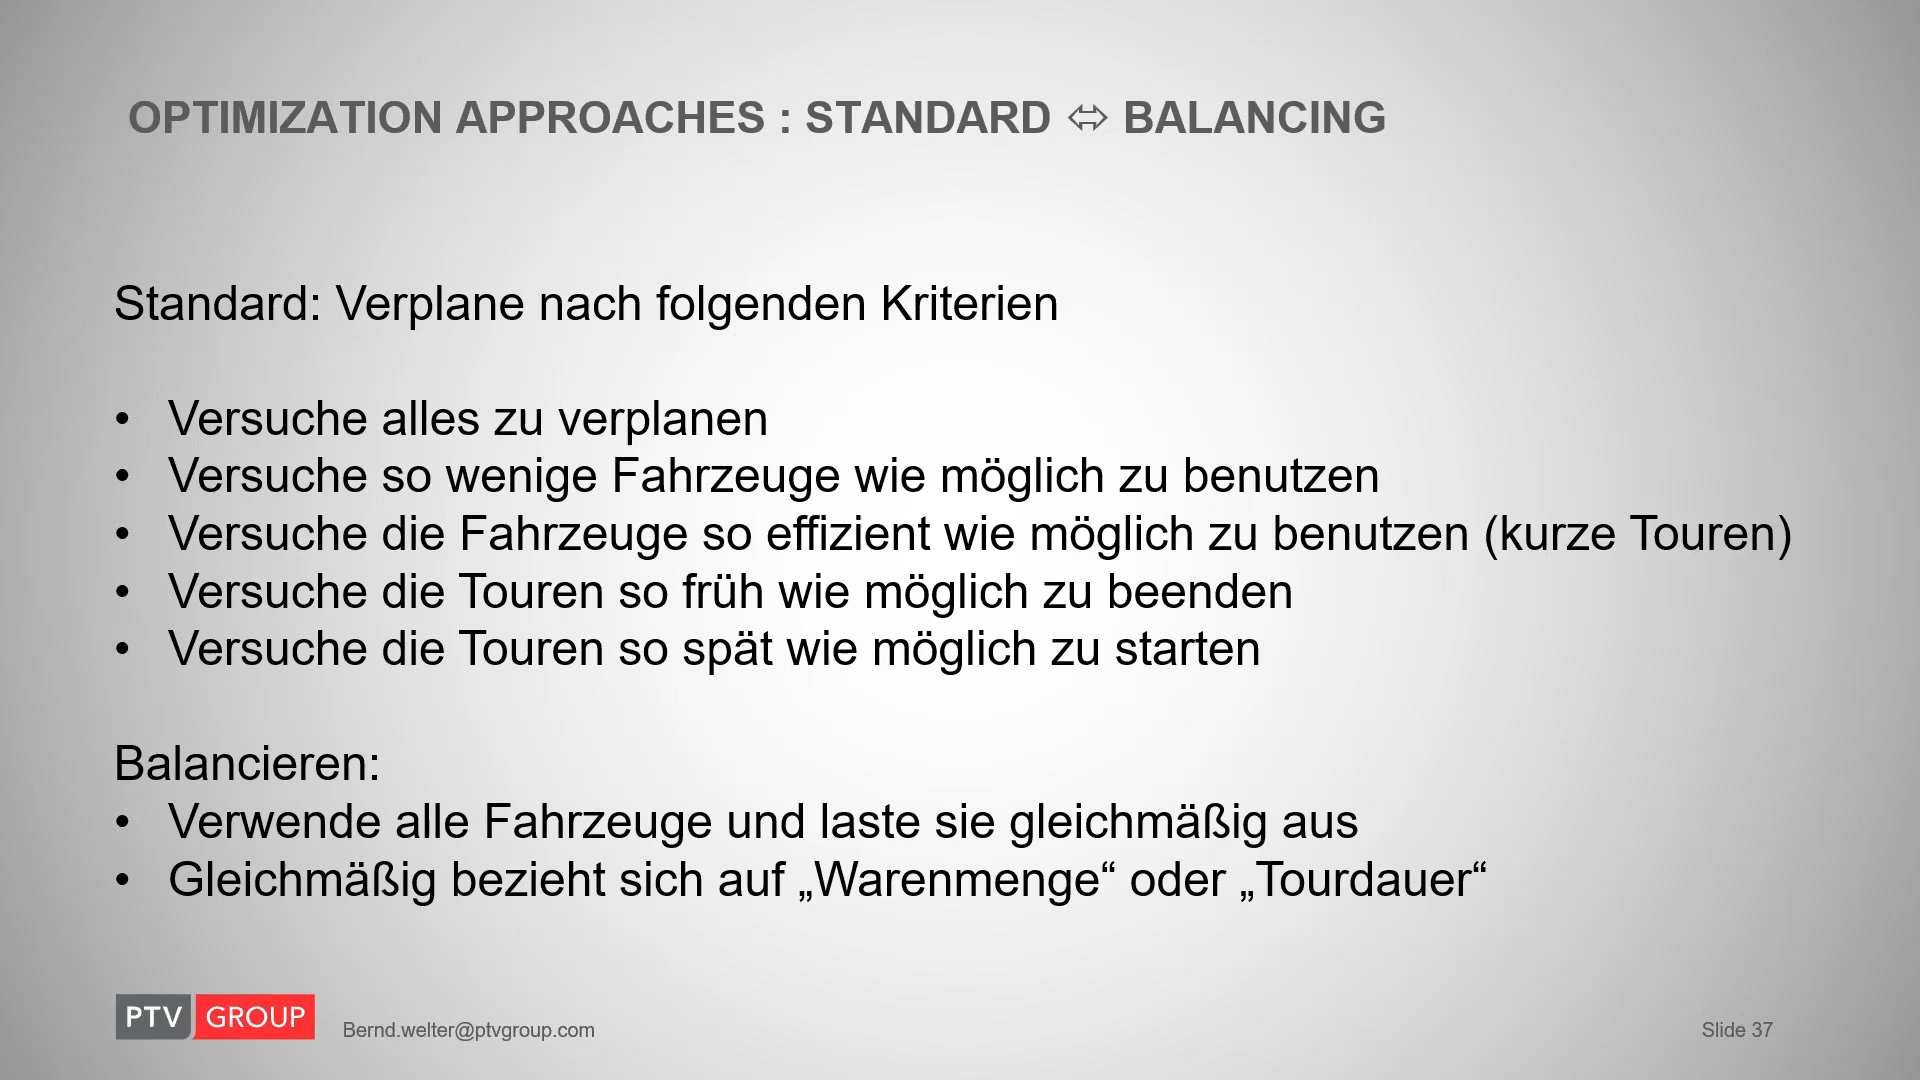 OPTIMIZATION APPROACHES : STANDARD ⬄ BALANCING
Standard: Verplane nach folgenden Kriterien
• Versuche alles zu verplanen
• Versuche so wenige Fahrzeuge wie möglich zu benutzen
• Versuche die Fahrzeuge so effizient wie möglich zu benutzen (kurze Touren)
• Versuche die Touren so früh wie möglich zu beenden
• Versuche die Touren so spät wie möglich zu starten
Balancieren:
• Verwende alle Fahrzeuge und laste sie gleichmäßig aus
• Gleichmäßig bezieht sich auf „Warenmenge“ oder „Tourdauer“
PTV GROUP
Bernd.welter@ptvgroup.com
Slide 37